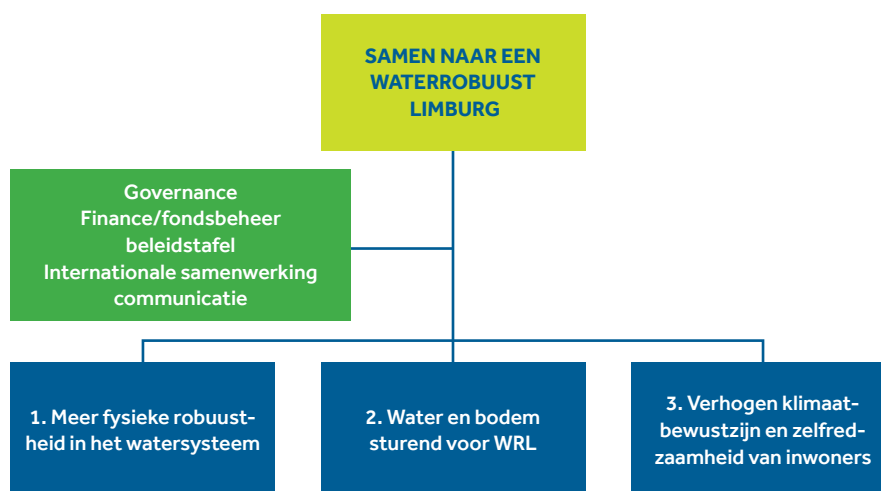 SAMEN NAAR EEN
WATERROBUUST
LIMBURG
Governance
Finance/fondsbeheer
beleidstafel
Internationale samenwerking
communicatie
1. Meer fysieke robuust-
heid in het watersysteem
2. Water en bodem
sturend voor WRL
3. Verhogen klimaat-
bewustzijn en zelfred-
zaamheid van inwoners